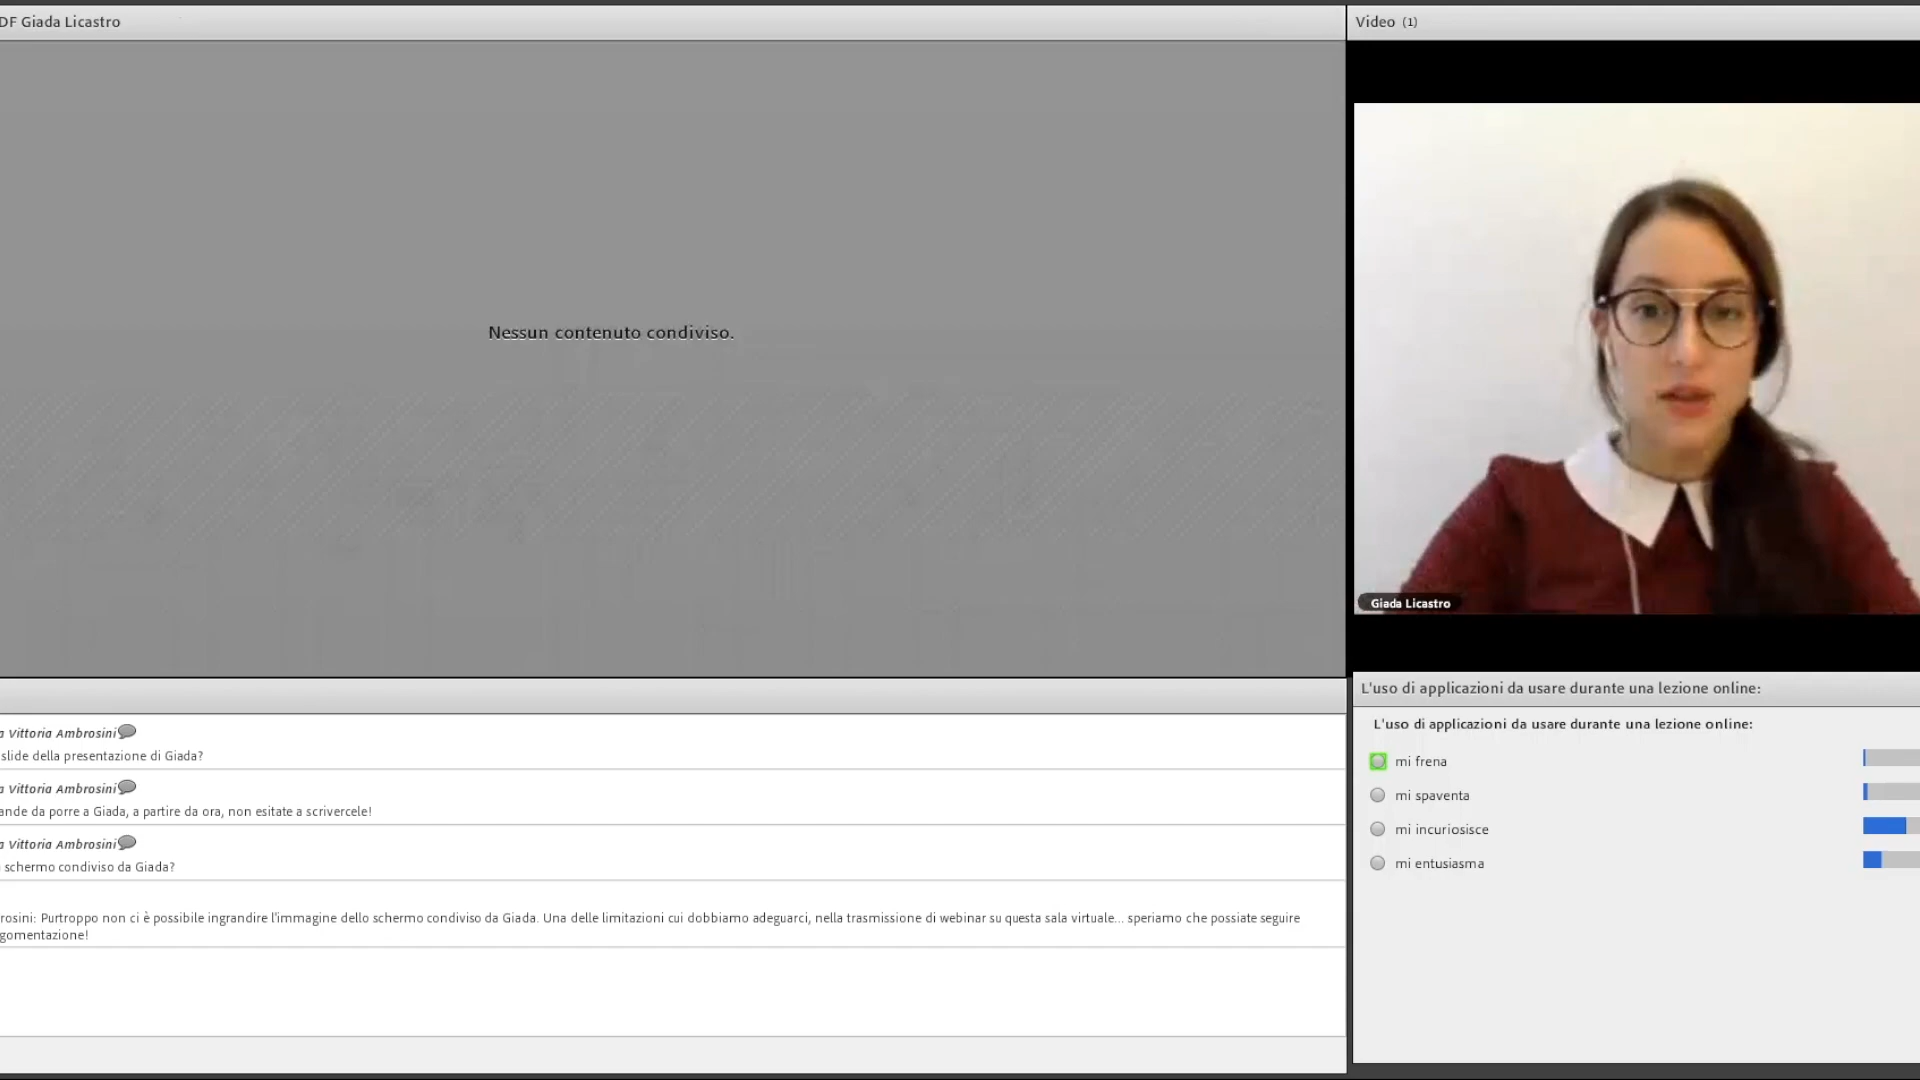 DF Giada Licastro
Video (1)
Nessun contenuto condiviso.
Giada Licastro
a Vittoria Ambrosini
slide della presentazione di Giada?
a Vittoria Ambrosini
ande da porre a Giada, a partire da ora, non esitate a scrivercele!
a Vittoria Ambrosini
schermo condiviso da Giada?
rosini: Purtroppo non ci è possibile ingrandire l'immagine dello schermo condiviso da Giada. Una delle limitazioni cui dobbiamo adeguarci, nella trasmissione di webinar su questa sala virtuale... speriamo che possiate seguire
gomentazione!
L'uso di applicazioni da usare durante una lezione online:
L'uso di applicazioni da usare durante una lezione online:
mi frena
mi spaventa
mi incuriosisce
mi entusiasma